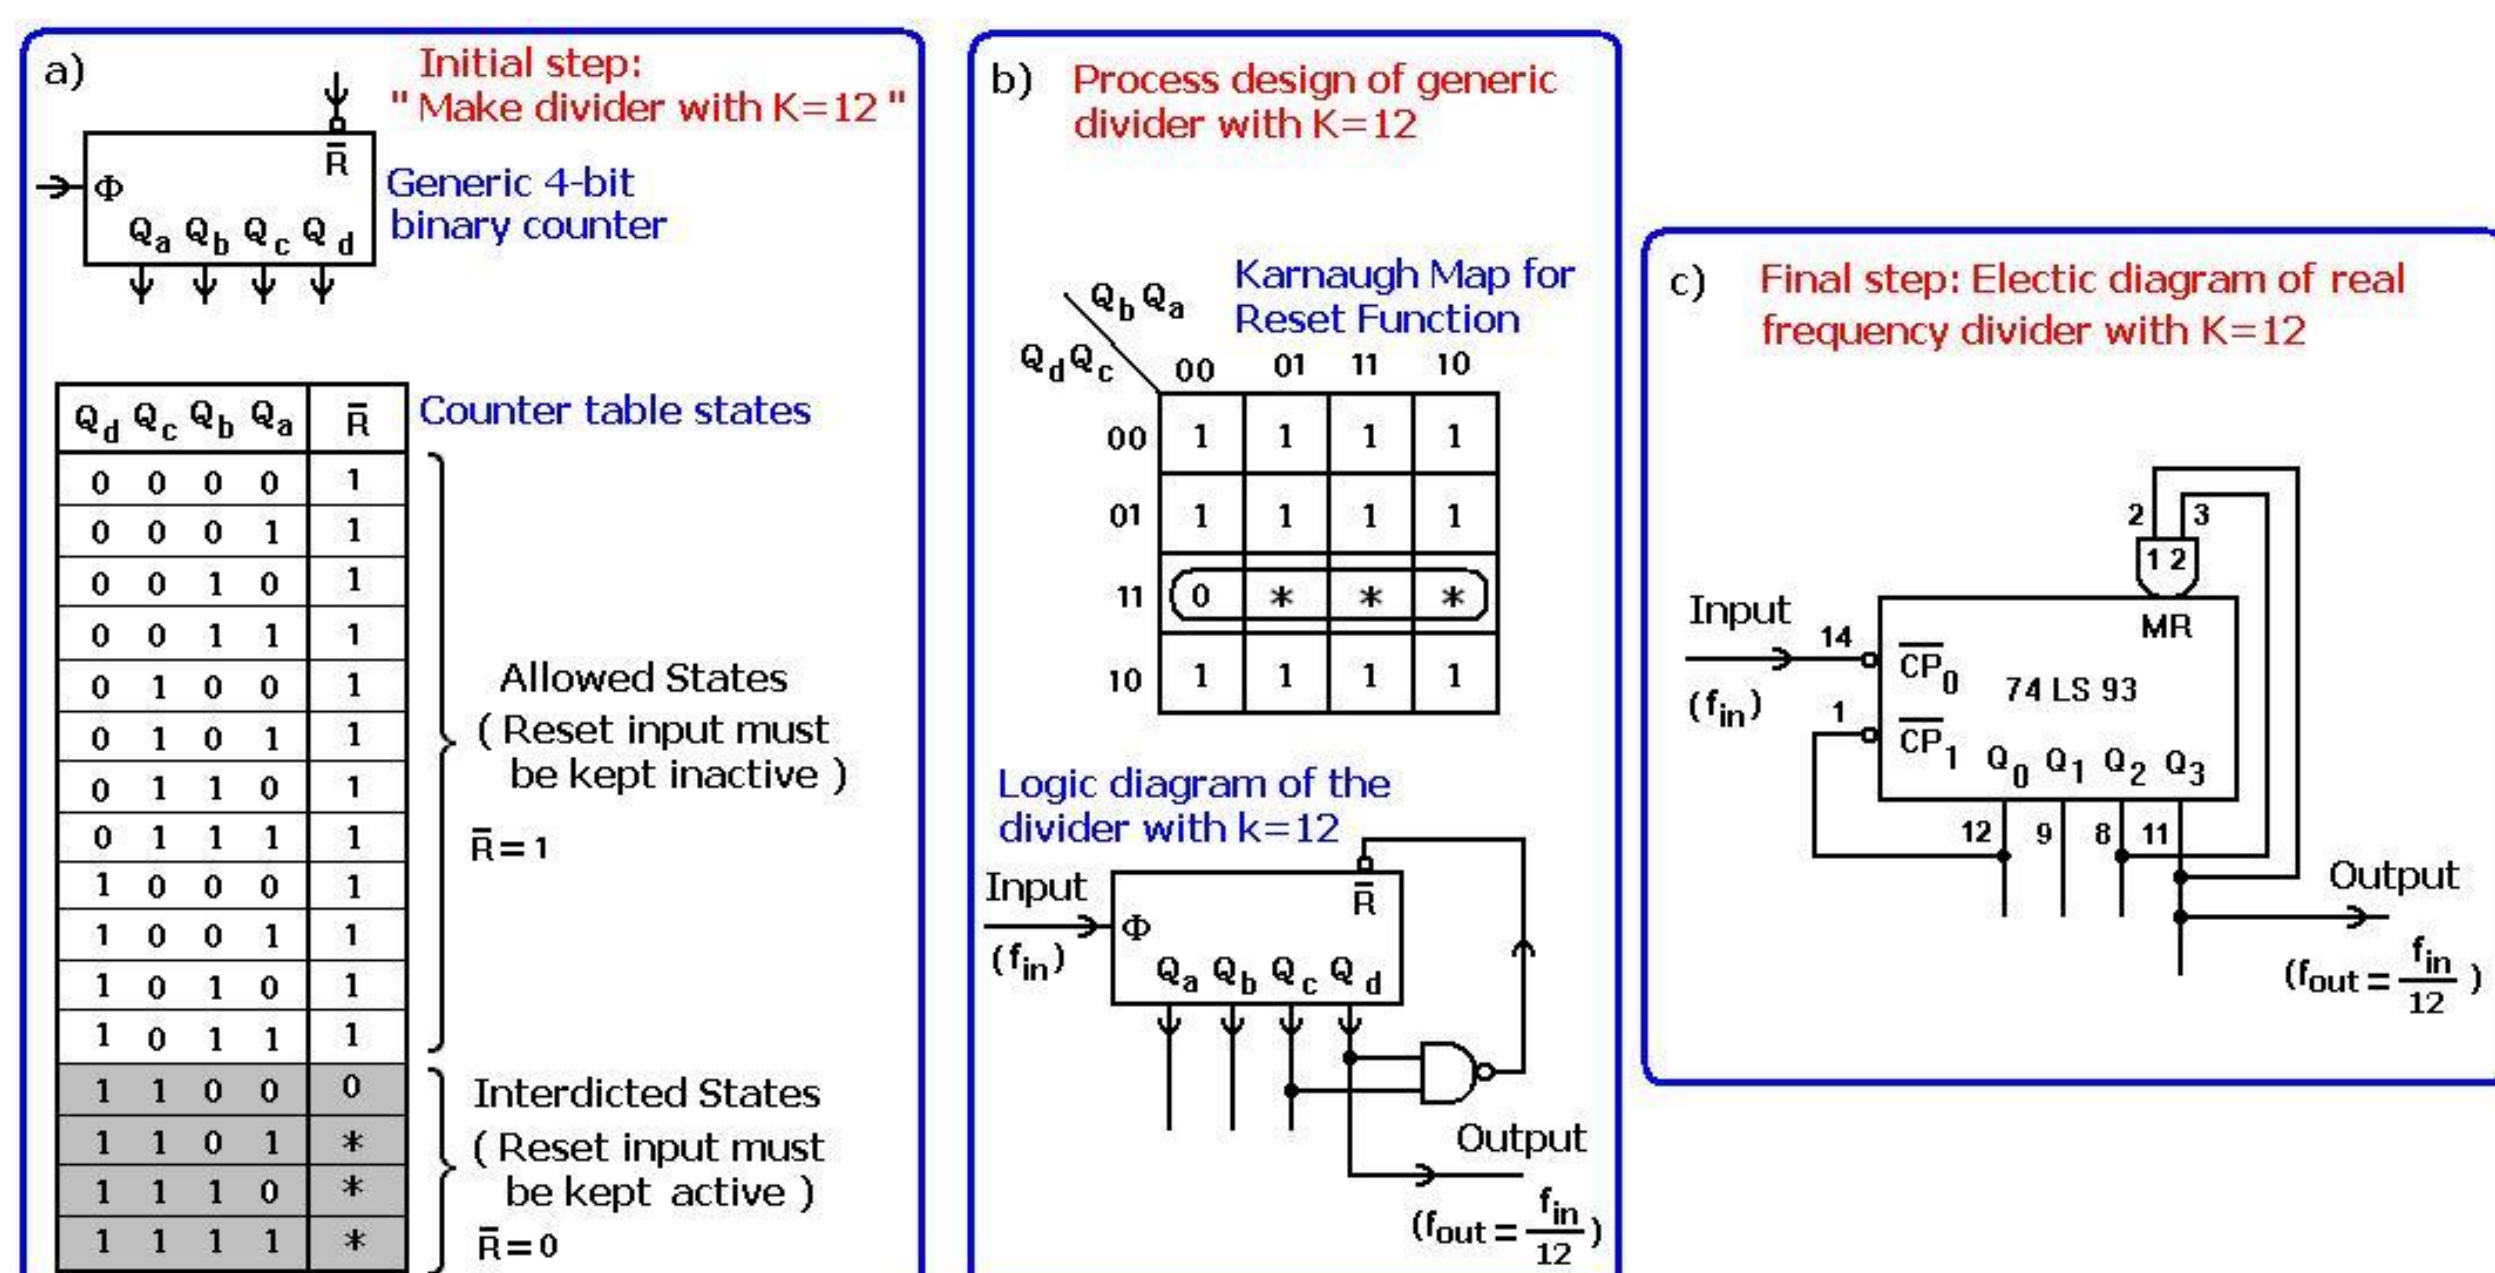 a)
Initial step:
" Make divider with K=12 "
R̅
Φ
Qa Qb Qc Qd
Generic 4-bit
binary counter
Counter table states
Qd Qc Qb Qa R̅
0 0 0 0 1
0 0 0 1 1
0 0 1 0 1
0 0 1 1 1
0 1 0 0 1
0 1 0 1 1
0 1 1 0 1
0 1 1 1 1
1 0 0 0 1
1 0 0 1 1
1 0 1 0 1
1 0 1 1 1
1 1 0 0 0
1 1 0 1 *
1 1 1 0 *
1 1 1 1 *
Allowed States
( Reset input must
be kept inactive )
R̅=1
Interdicted States
( Reset input must
be kept active )
R̅=0
b)
Process design of generic
divider with K=12
Karnaugh Map for
Reset Function
QbQa
QdQc
00 01 11 10
00 1 1 1 1
01 1 1 1 1
11 0 * * *
10 1 1 1 1
Logic diagram of the
divider with k=12
Input
(fin)
R̅
Φ
Qa Qb Qc Qd
Output
(fout = fin/12)
c)
Final step: Electic diagram of real
frequency divider with K=12
2 3
1 2
MR
Input
14
(fin)
C̅P̅0
74 LS 93
1
C̅P̅1
Q0 Q1 Q2 Q3
12 9 8 11
Output
(fout = fin/12 )